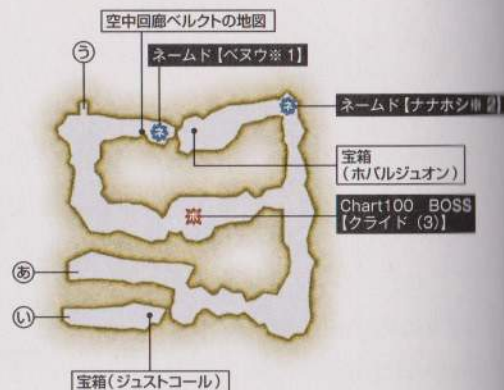 空中回廊ベルクトの地図
う
ネームド【ベヌウ※1】
ネ
ネ
ネームド【ナナホシ※2】
宝箱
(ホバルジュオン)
Chart100 BOSS
【クライド(3)】
あ
い
宝箱(ジュストコール)